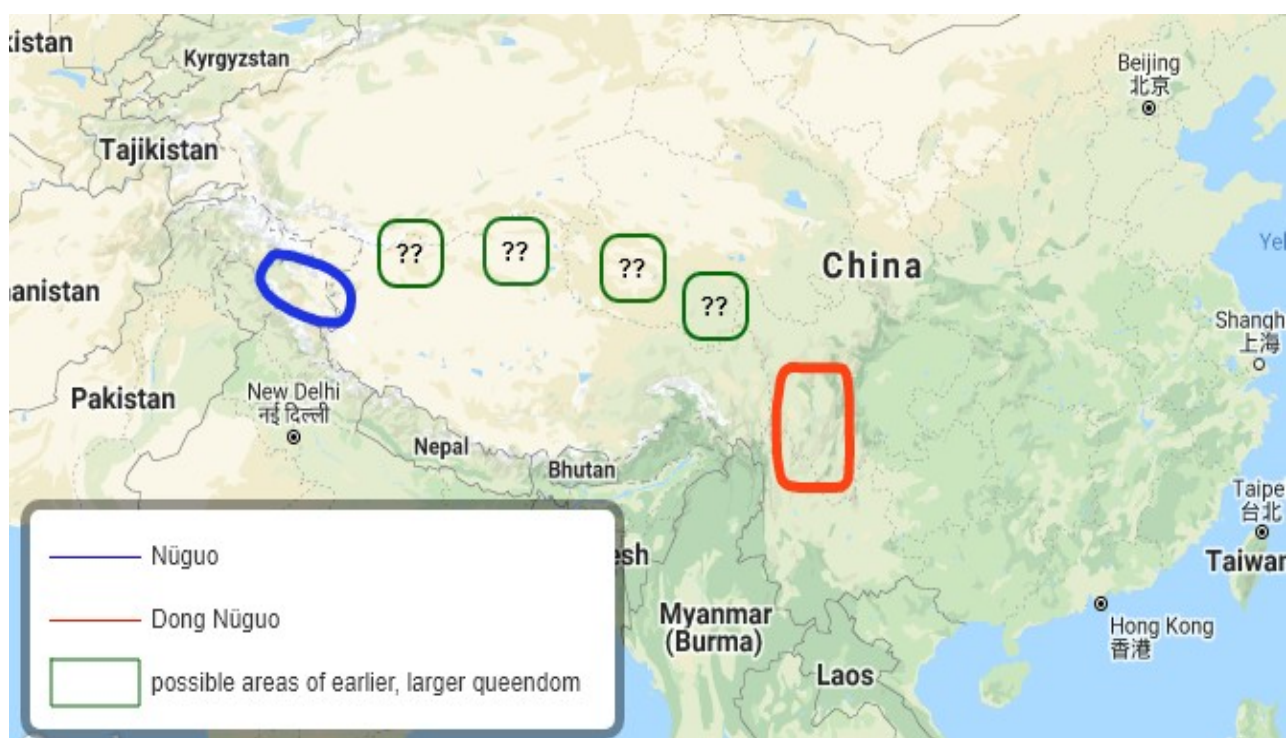 kistan
Kyrgyzstan
Beijing
北京
Tajikistan
??
??
??
??
China
Yel
anistan
Shangh
上海
Pakistan
New Delhi
नई दिल्ली
Nepal
Bhutan
Taipe
台北
Taiwan
esh
Myanmar
(Burma)
Hong Kong
香港
Laos
Nüguo
Dong Nüguo
possible areas of earlier, larger queendom